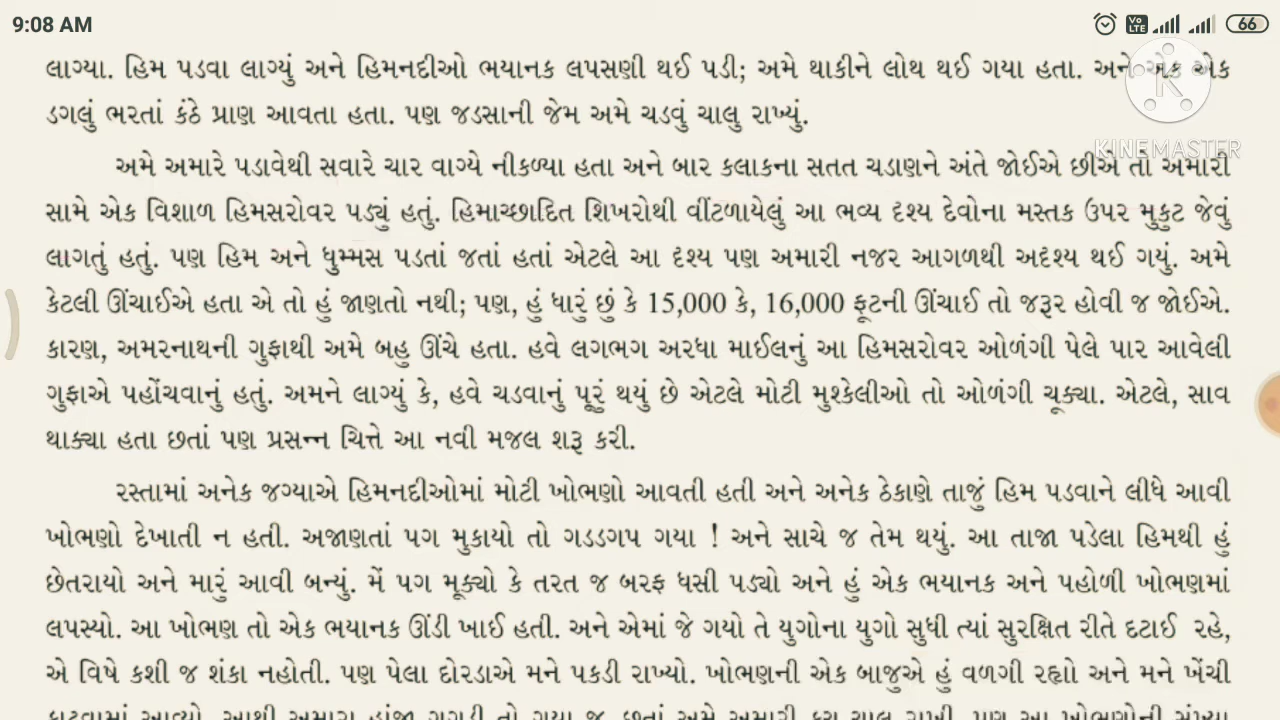 9:08 AM
Vo LTE
66
લાગ્યા. હિમ પડવા લાગ્યું અને હિમનદીઓ ભયાનક લપસણી થઈ પડી; અમે થાકીને લોથ થઈ ગયા હતા. અને એક એક
K
ડગલું ભરતાં કંઠે પ્રાણ આવતા હતા. પણ જડસાની જેમ અમે ચડવું ચાલુ રાખ્યું.
KINEMASTER
અમે અમારે પડાવેથી સવારે ચાર વાગ્યે નીકળ્યા હતા અને બાર કલાકના સતત ચડાણને અંતે જોઈએ છીએ તો અમારી
સામે એક વિશાળ હિમસરોવર પડ્યું હતું. હિમાચ્છાદિત શિખરોથી વીંટળાયેલું આ ભવ્ય દૃશ્ય દેવોના મસ્તક ઉપર મુકુટ જેવું
લાગતું હતું. પણ હિમ અને ધુમ્મસ પડતાં જતાં હતાં એટલે આ દૃશ્ય પણ અમારી નજર આગળથી અદૃશ્ય થઈ ગયું. અમે
કેટલી ઊંચાઈએ હતા એ તો હું જાણતો નથી; પણ, હું ધારું છું કે 15,000 કે, 16,000 ફૂટની ઊંચાઈ તો જરૂર હોવી જ જોઈએ.
કારણ, અમરનાથની ગુફાથી અમે બહુ ઊંચે હતા. હવે લગભગ અરધા માઈલનું આ હિમસરોવર ઓળંગી પેલે પાર આવેલી
ગુફાએ પહોંચવાનું હતું. અમને લાગ્યું કે, હવે ચડવાનું પૂરું થયું છે એટલે મોટી મુશ્કેલીઓ તો ઓળંગી ચૂક્યા. એટલે, સાવ
થાક્યા હતા છતાં પણ પ્રસન્ન ચિત્તે આ નવી મજલ શરૂ કરી.
રસ્તામાં અનેક જગ્યાએ હિમનદીઓમાં મોટી ખોભણો આવતી હતી અને અનેક ઠેકાણે તાજું હિમ પડવાને લીધે આવી
ખોભણો દેખાતી ન હતી. અજાણતાં પગ મુકાયો તો ગડડગપ ગયા ! અને સાચે જ તેમ થયું. આ તાજા પડેલા હિમથી હું
છેતરાયો અને મારું આવી બન્યું. મેં પગ મૂક્યો કે તરત જ બરફ ધસી પડ્યો અને હું એક ભયાનક અને પહોળી ખોભણમાં
લપસ્યો. આ ખોભણ તો એક ભયાનક ઊંડી ખાઈ હતી. અને એમાં જે ગયો તે યુગોના યુગો સુધી ત્યાં સુરક્ષિત રીતે દટાઈ રહે,
એ વિષે કશી જ શંકા નહોતી. પણ પેલા દોરડાએ મને પકડી રાખ્યો. ખોભણની એક બાજુએ હું વળગી રહ્યો અને મને ખેંચી